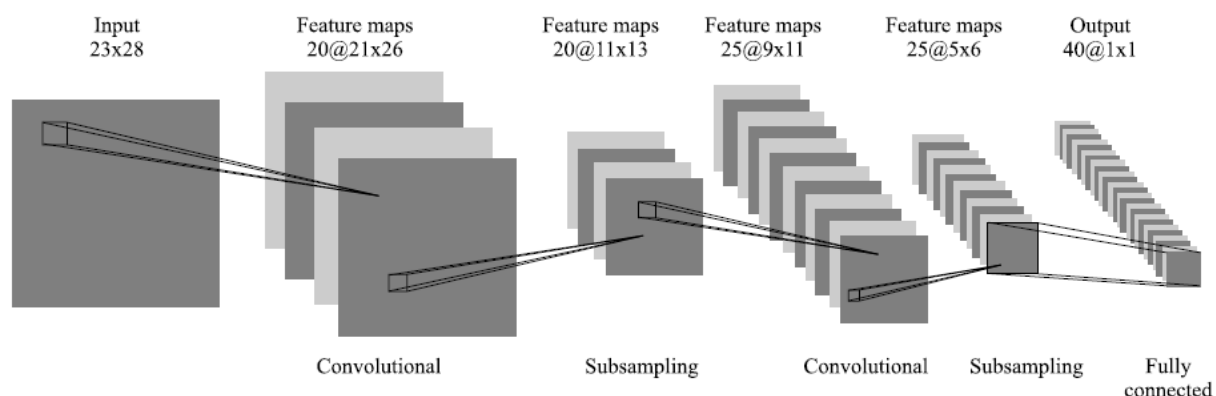 Input
23x28
Feature maps
20@21x26
Feature maps
20@11x13
Feature maps
25@9x11
Feature maps
25@5x6
Output
40@1x1
Convolutional
Subsampling
Convolutional
Subsampling
Fully
connected